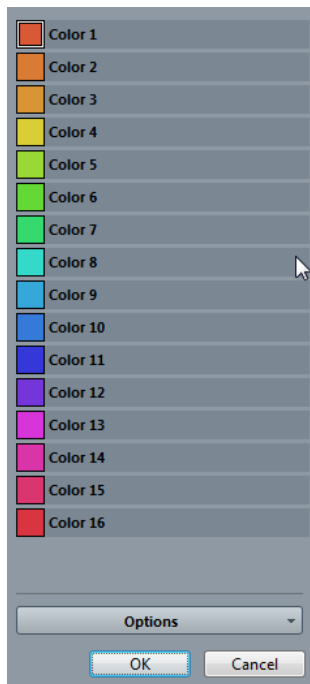 Color 1
Color 2
Color 3
Color 4
Color 5
Color 6
Color 7
Color 8
Color 9
Color 10
Color 11
Color 12
Color 13
Color 14
Color 15
Color 16
Options
OK Cancel